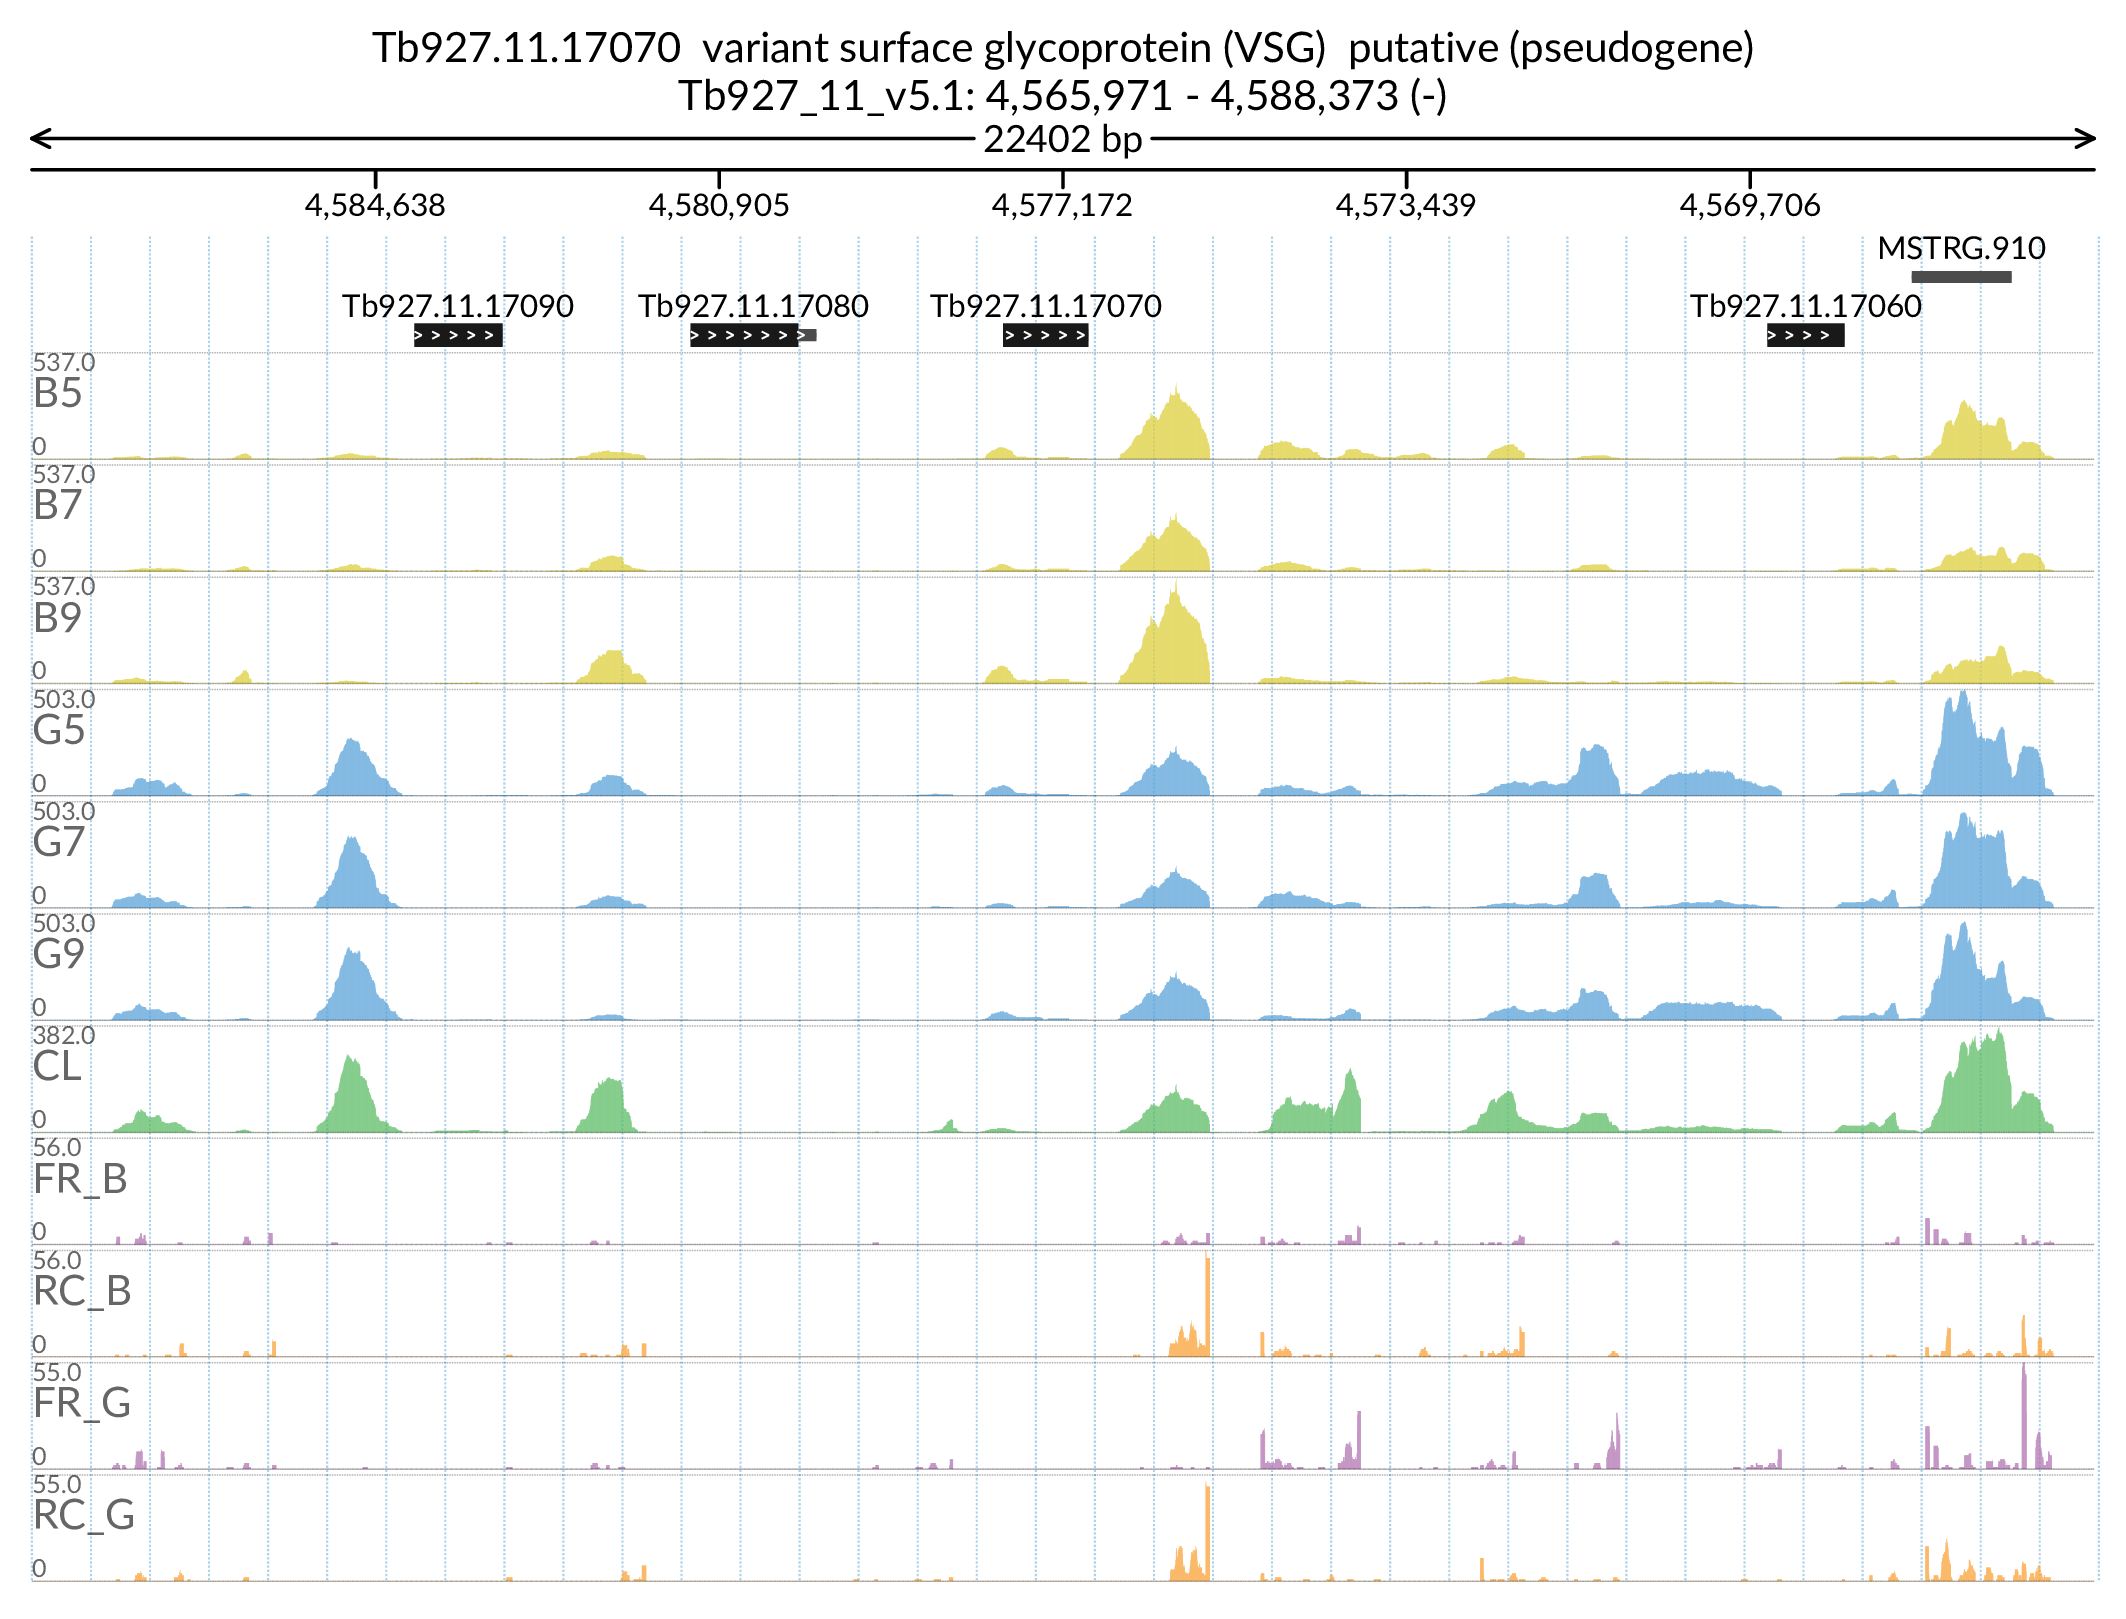 Tb927.11.17070  variant surface glycoprotein (VSG)  putative (pseudogene)
Tb927_11_v5.1: 4,565,971 - 4,588,373 (-)
22402 bp
4,584,638 4,580,905 4,577,172 4,573,439 4,569,706
MSTRG.910
Tb927.11.17090 Tb927.11.17080 Tb927.11.17070 Tb927.11.17060
537.0
B5
0
537.0
B7
0
537.0
B9
0
503.0
G5
0
503.0
G7
0
503.0
G9
0
382.0
CL
0
56.0
FR_B
0
56.0
RC_B
0
55.0
FR_G
0
55.0
RC_G
0